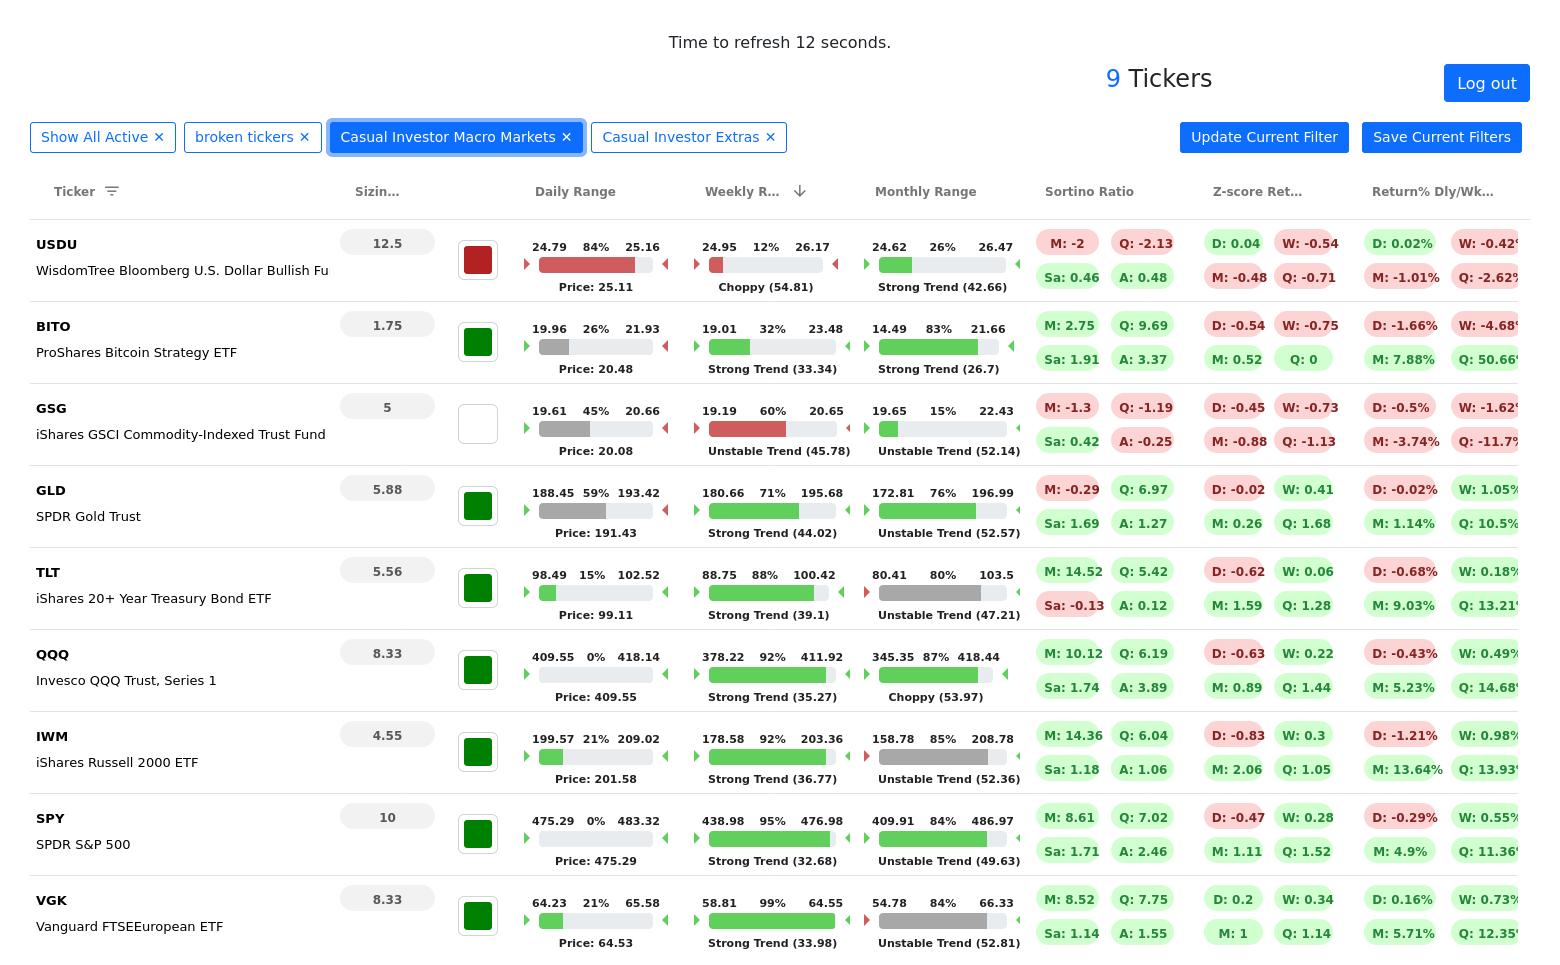 Time to refresh 12 seconds.
9 Tickers
Log out
Show All Active ✕ broken tickers ✕ Casual Investor Macro Markets ✕ Casual Investor Extras ✕ Update Current Filter Save Current Filters
Ticker Sizin... Daily Range Weekly R... Monthly Range Sortino Ratio Z-score Ret... Return% Dly/Wk...
USDU 12.5 24.79 84% 25.16 24.95 12% 26.17 24.62 26% 26.47 M: -2 Q: -2.13 D: 0.04 W: -0.54 D: 0.02% W: -0.42%
WisdomTree Bloomberg U.S. Dollar Bullish Fu Sa: 0.46 A: 0.48 M: -0.48 Q: -0.71 M: -1.01% Q: -2.62%
Price: 25.11 Choppy (54.81) Strong Trend (42.66)
BITO 1.75 19.96 26% 21.93 19.01 32% 23.48 14.49 83% 21.66 M: 2.75 Q: 9.69 D: -0.54 W: -0.75 D: -1.66% W: -4.68%
ProShares Bitcoin Strategy ETF Sa: 1.91 A: 3.37 M: 0.52 Q: 0 M: 7.88% Q: 50.66%
Price: 20.48 Strong Trend (33.34) Strong Trend (26.7)
GSG 5 19.61 45% 20.66 19.19 60% 20.65 19.65 15% 22.43 M: -1.3 Q: -1.19 D: -0.45 W: -0.73 D: -0.5% W: -1.62%
iShares GSCI Commodity-Indexed Trust Fund Sa: 0.42 A: -0.25 M: -0.88 Q: -1.13 M: -3.74% Q: -11.7%
Price: 20.08 Unstable Trend (45.78) Unstable Trend (52.14)
GLD 5.88 188.45 59% 193.42 180.66 71% 195.68 172.81 76% 196.99 M: -0.29 Q: 6.97 D: -0.02 W: 0.41 D: -0.02% W: 1.05%
SPDR Gold Trust Sa: 1.69 A: 1.27 M: 0.26 Q: 1.68 M: 1.14% Q: 10.5%
Price: 191.43 Strong Trend (44.02) Unstable Trend (52.57)
TLT 5.56 98.49 15% 102.52 88.75 88% 100.42 80.41 80% 103.5 M: 14.52 Q: 5.42 D: -0.62 W: 0.06 D: -0.68% W: 0.18%
iShares 20+ Year Treasury Bond ETF Sa: -0.13 A: 0.12 M: 1.59 Q: 1.28 M: 9.03% Q: 13.21%
Price: 99.11 Strong Trend (39.1) Unstable Trend (47.21)
QQQ 8.33 409.55 0% 418.14 378.22 92% 411.92 345.35 87% 418.44 M: 10.12 Q: 6.19 D: -0.63 W: 0.22 D: -0.43% W: 0.49%
Invesco QQQ Trust, Series 1 Sa: 1.74 A: 3.89 M: 0.89 Q: 1.44 M: 5.23% Q: 14.68%
Price: 409.55 Strong Trend (35.27) Choppy (53.97)
IWM 4.55 199.57 21% 209.02 178.58 92% 203.36 158.78 85% 208.78 M: 14.36 Q: 6.04 D: -0.83 W: 0.3 D: -1.21% W: 0.98%
iShares Russell 2000 ETF Sa: 1.18 A: 1.06 M: 2.06 Q: 1.05 M: 13.64% Q: 13.93%
Price: 201.58 Strong Trend (36.77) Unstable Trend (52.36)
SPY 10 475.29 0% 483.32 438.98 95% 476.98 409.91 84% 486.97 M: 8.61 Q: 7.02 D: -0.47 W: 0.28 D: -0.29% W: 0.55%
SPDR S&P 500 Sa: 1.71 A: 2.46 M: 1.11 Q: 1.52 M: 4.9% Q: 11.36%
Price: 475.29 Strong Trend (32.68) Unstable Trend (49.63)
VGK 8.33 64.23 21% 65.58 58.81 99% 64.55 54.78 84% 66.33 M: 8.52 Q: 7.75 D: 0.2 W: 0.34 D: 0.16% W: 0.73%
Vanguard FTSEEuropean ETF Sa: 1.14 A: 1.55 M: 1 Q: 1.14 M: 5.71% Q: 12.35%
Price: 64.53 Strong Trend (33.98) Unstable Trend (52.81)